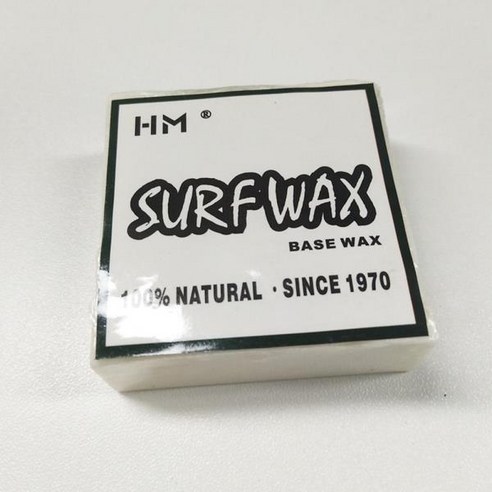 HM ®
SURF WAX
BASE WAX
100% NATURAL · SINCE 1970